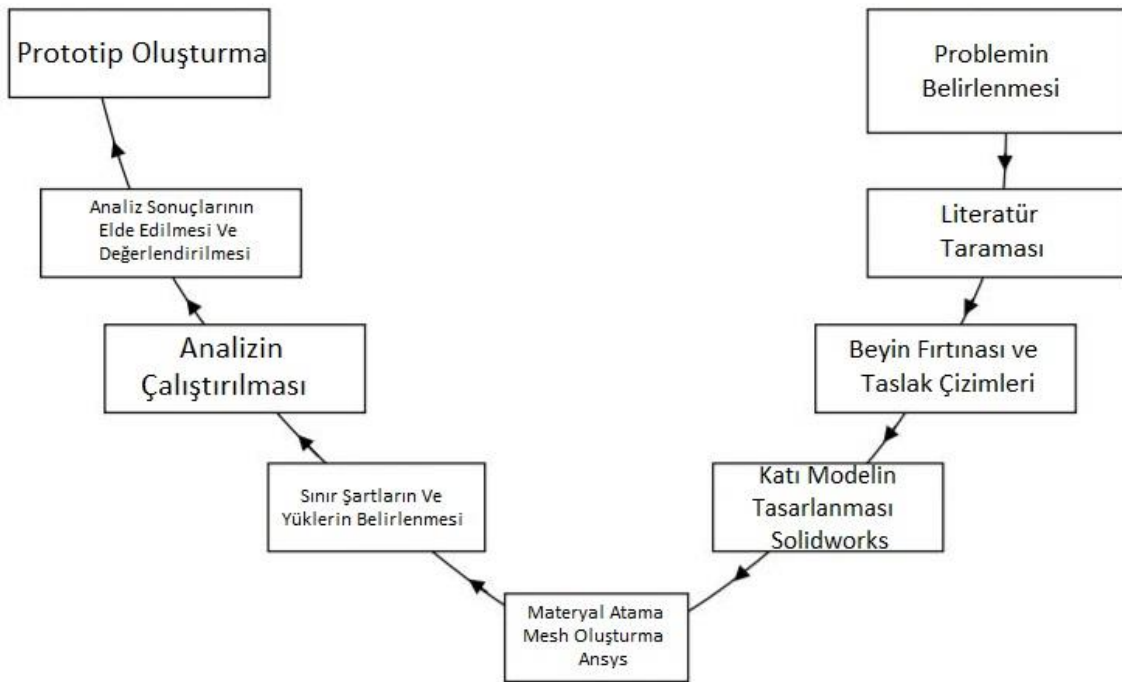 Prototip Oluşturma
Problemin
Belirlenmesi
Analiz Sonuçlarının
Elde Edilmesi Ve
Değerlendirilmesi
Literatür
Taraması
Analizin
Çalıştırılması
Beyin Fırtınası ve
Taslak Çizimleri
Sınır Şartların Ve
Yüklerin Belirlenmesi
Katı Modelin
Tasarlanması
Solidworks
Materyal Atama
Mesh Oluşturma
Ansys